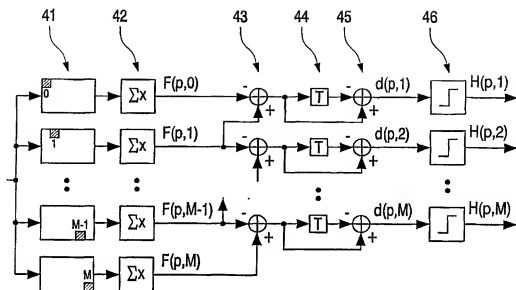 41 42 43 44 45 46
0 Σx F(p,0) - + T - + d(p,1) H(p,1)
1 Σx F(p,1) - + T - + d(p,2) H(p,2)
M-1 Σx F(p,M-1) - + T - + d(p,M) H(p,M)
M Σx F(p,M)